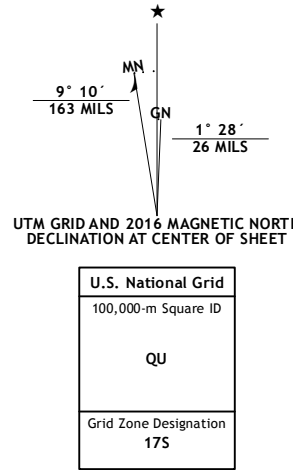 ★
MN
GN
9° 10´
163 MILS
1° 28´
26 MILS
UTM GRID AND 2016 MAGNETIC NORTH
DECLINATION AT CENTER OF SHEET
U.S. National Grid
100,000-m Square ID
QU
Grid Zone Designation
17S